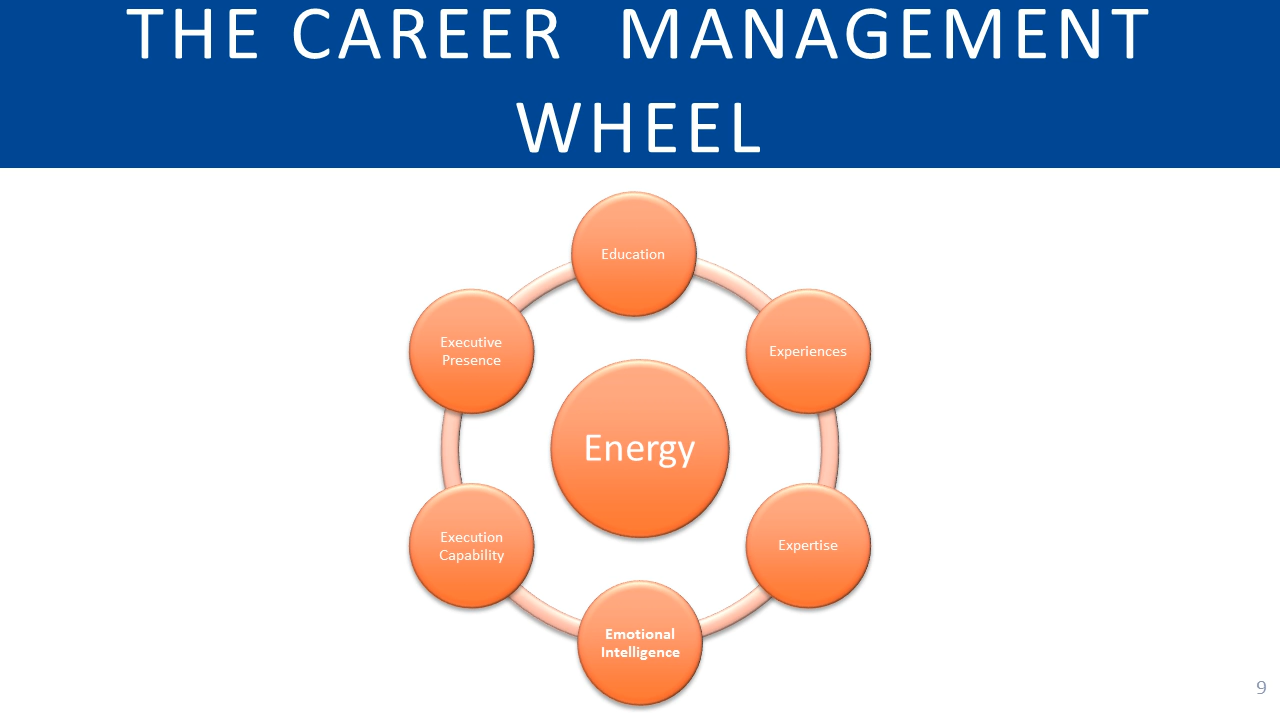 THE CAREER  MANAGEMENT
WHEEL
Education
Executive
Presence
Experiences
Energy
Execution
Capability
Expertise
Emotional
Intelligence
9